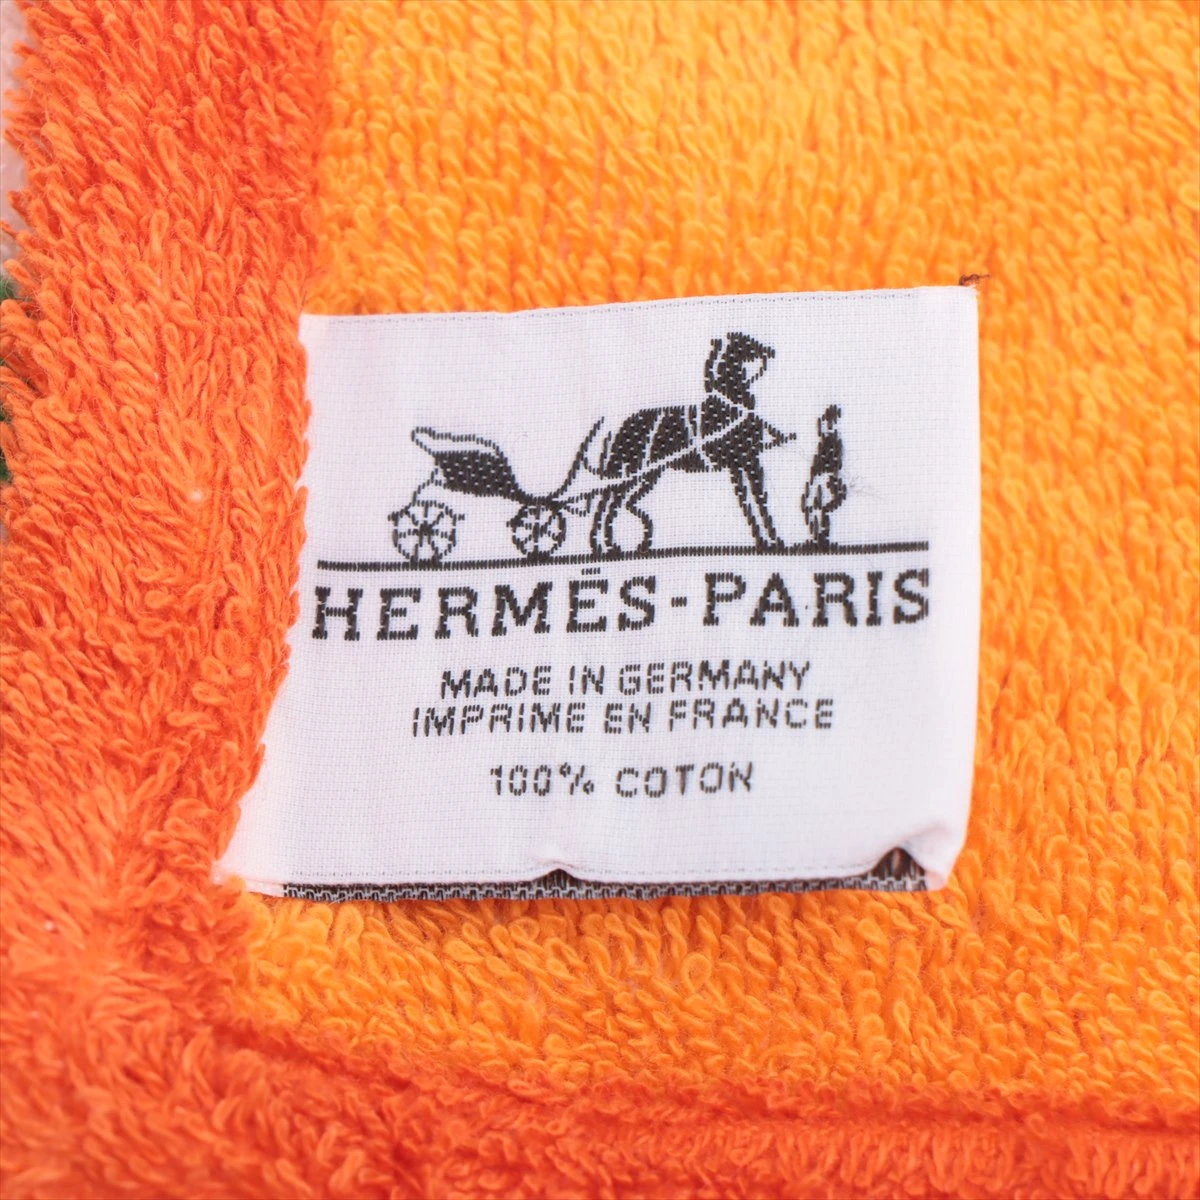 HERMÈS-PARIS
MADE IN GERMANY
IMPRIME EN FRANCE
100% COTON